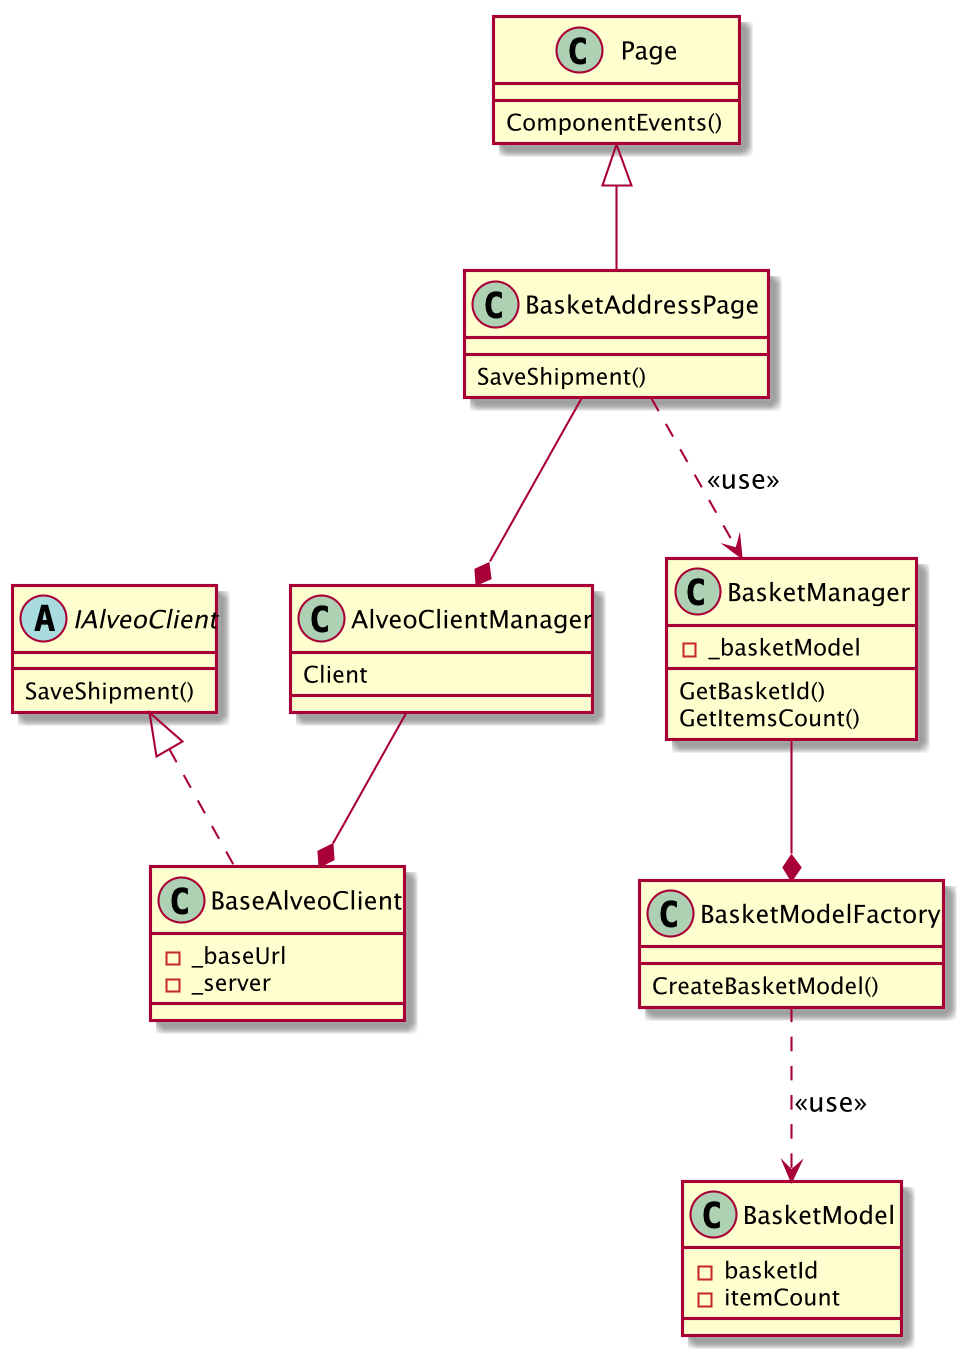 C Page
ComponentEvents()
C BasketAddressPage
SaveShipment()
«use»
A IAlveoClient
SaveShipment()
C AlveoClientManager
Client
C BasketManager
_basketModel
GetBasketId()
GetItemsCount()
C BaseAlveoClient
_baseUrl
_server
C BasketModelFactory
CreateBasketModel()
«use»
C BasketModel
basketId
itemCount